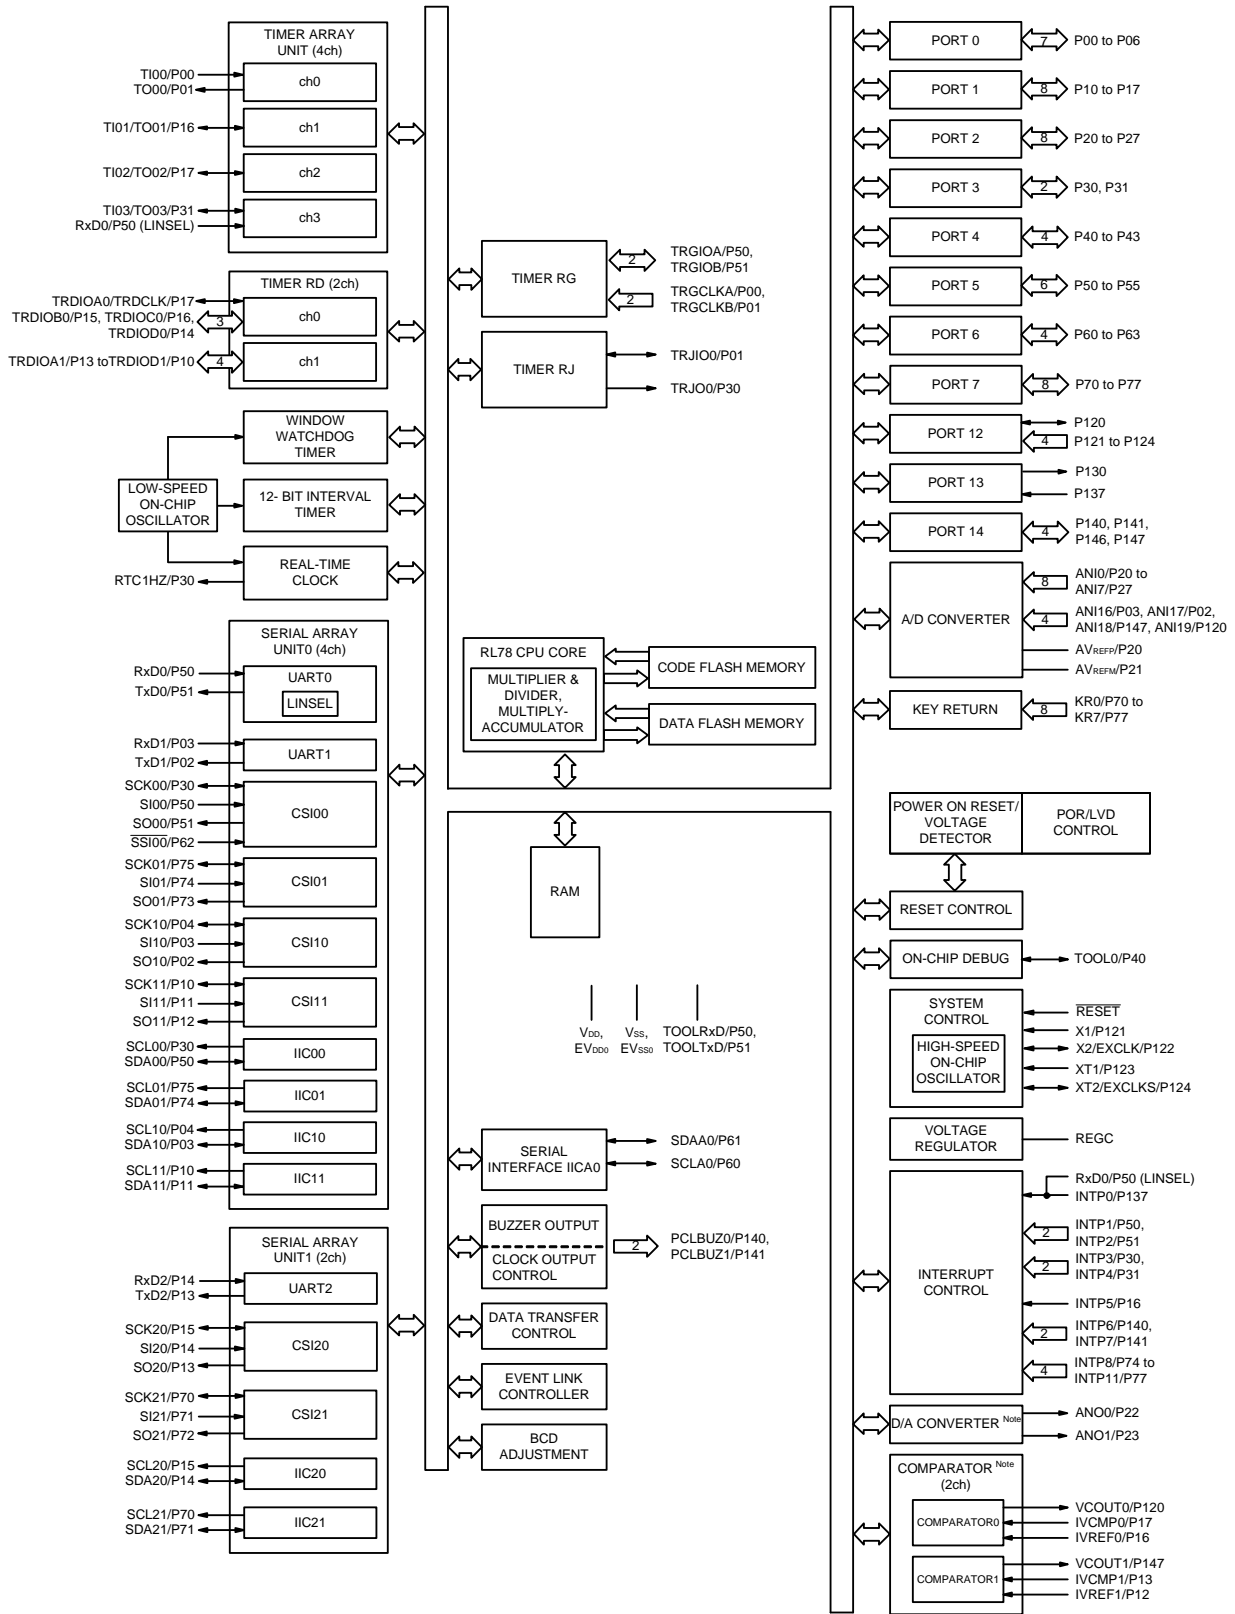 TIMER ARRAY
UNIT (4ch)
TI00/P00
TO00/P01
ch0
TI01/TO01/P16
ch1
TI02/TO02/P17
ch2
TI03/TO03/P31
RxD0/P50 (LINSEL)
ch3
TIMER RD (2ch)
TRDIOA0/TRDCLK/P17
TRDIOB0/P15, TRDIOC0/P16,
TRDIOD0/P14
3
ch0
TRDIOA1/P13 toTRDIOD1/P10
4
ch1
WINDOW
WATCHDOG
TIMER
LOW-SPEED
ON-CHIP
OSCILLATOR
12- BIT INTERVAL
TIMER
RTC1HZ/P30
REAL-TIME
CLOCK
SERIAL ARRAY
UNIT0 (4ch)
RxD0/P50
TxD0/P51
UART0
LINSEL
RxD1/P03
TxD1/P02
UART1
SCK00/P30
SI00/P50
SO00/P51
SSI00/P62
CSI00
SCK01/P75
SI01/P74
SO01/P73
CSI01
SCK10/P04
SI10/P03
SO10/P02
CSI10
SCK11/P10
SI11/P11
SO11/P12
CSI11
SCL00/P30
SDA00/P50
IIC00
SCL01/P75
SDA01/P74
IIC01
SCL10/P04
SDA10/P03
IIC10
SCL11/P10
SDA11/P11
IIC11
SERIAL ARRAY
UNIT1 (2ch)
RxD2/P14
TxD2/P13
UART2
SCK20/P15
SI20/P14
SO20/P13
CSI20
SCK21/P70
SI21/P71
SO21/P72
CSI21
SCL20/P15
SDA20/P14
IIC20
SCL21/P70
SDA21/P71
IIC21
TIMER RG
2
TRGIOA/P50,
TRGIOB/P51
2
TRGCLKA/P00,
TRGCLKB/P01
TIMER RJ
TRJIO0/P01
TRJO0/P30
RL78 CPU CORE
MULTIPLIER &
DIVIDER,
MULTIPLY-
ACCUMULATOR
CODE FLASH MEMORY
DATA FLASH MEMORY
RAM
VDD,
EVDD0
VSS,
EVSS0
TOOLRxD/P50,
TOOLTxD/P51
SERIAL
INTERFACE IICA0
SDAA0/P61
SCLA0/P60
BUZZER OUTPUT
CLOCK OUTPUT
CONTROL
2
PCLBUZ0/P140,
PCLBUZ1/P141
DATA TRANSFER
CONTROL
EVENT LINK
CONTROLLER
BCD
ADJUSTMENT
PORT 0
7
P00 to P06
PORT 1
8
P10 to P17
PORT 2
8
P20 to P27
PORT 3
2
P30, P31
PORT 4
4
P40 to P43
PORT 5
6
P50 to P55
PORT 6
4
P60 to P63
PORT 7
8
P70 to P77
PORT 12
P120
4
P121 to P124
PORT 13
P130
P137
PORT 14
4
P140, P141,
P146, P147
A/D CONVERTER
8
ANI0/P20 to
ANI7/P27
4
ANI16/P03, ANI17/P02,
ANI18/P147, ANI19/P120
AVREFP/P20
AVREFM/P21
KEY RETURN
8
KR0/P70 to
KR7/P77
POWER ON RESET/
VOLTAGE
DETECTOR
POR/LVD
CONTROL
RESET CONTROL
ON-CHIP DEBUG
TOOL0/P40
SYSTEM
CONTROL
HIGH-SPEED
ON-CHIP
OSCILLATOR
RESET
X1/P121
X2/EXCLK/P122
XT1/P123
XT2/EXCLKS/P124
VOLTAGE
REGULATOR
REGC
INTERRUPT
CONTROL
RxD0/P50 (LINSEL)
INTP0/P137
2
INTP1/P50,
INTP2/P51
2
INTP3/P30,
INTP4/P31
INTP5/P16
2
INTP6/P140,
INTP7/P141
4
INTP8/P74 to
INTP11/P77
D/A CONVERTER Note
ANO0/P22
ANO1/P23
COMPARATOR Note
(2ch)
COMPARATOR0
VCOUT0/P120
IVCMP0/P17
IVREF0/P16
COMPARATOR1
VCOUT1/P147
IVCMP1/P13
IVREF1/P12